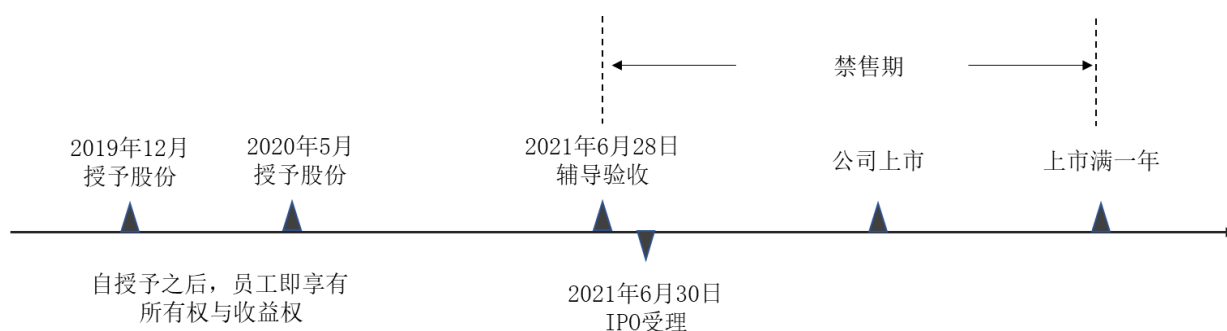 禁售期
2019年12月
授予股份
2020年5月
授予股份
2021年6月28日
辅导验收
公司上市
上市满一年
自授予之后，员工即享有
所有权与收益权
2021年6月30日
IPO受理